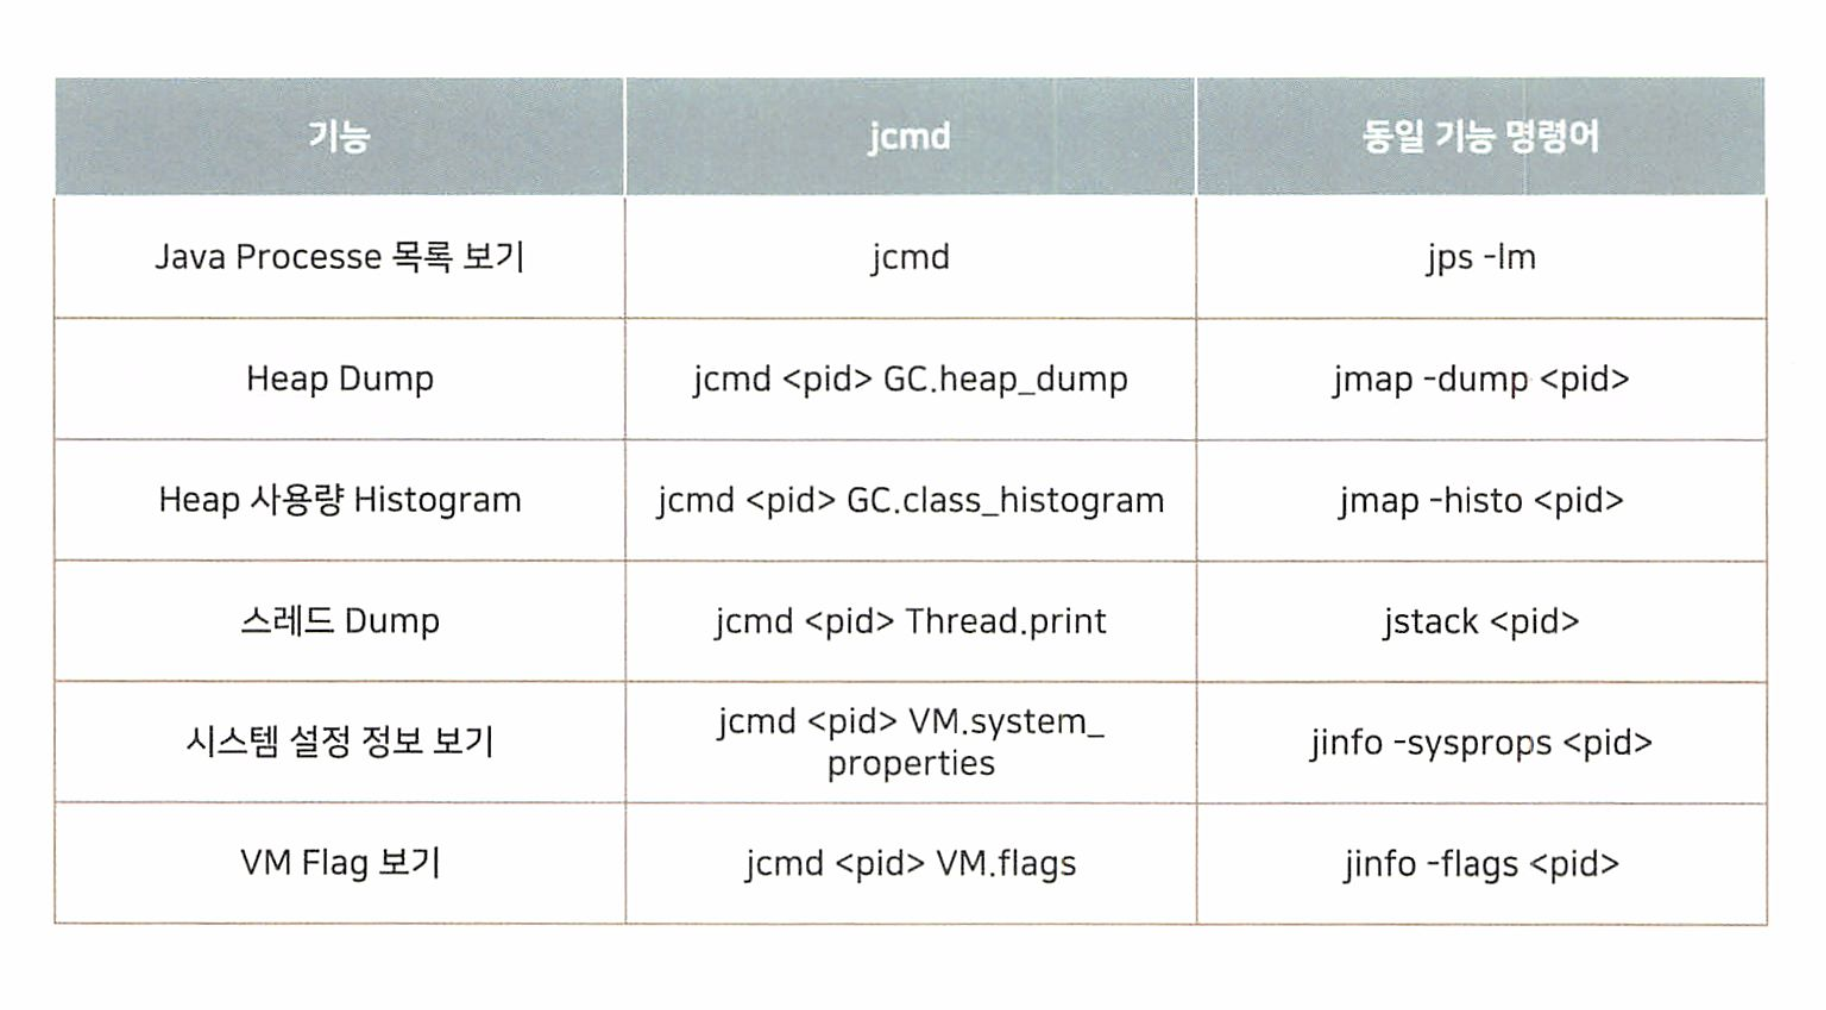 기능
jcmd
동일 기능 명령어
Java Processe 목록 보기
jcmd
jps -lm
Heap Dump
jcmd <pid> GC.heap_dump
jmap -dump <pid>
Heap 사용량 Histogram
jcmd <pid> GC.class_histogram
jmap -histo <pid>
스레드 Dump
jcmd <pid> Thread.print
jstack <pid>
시스템 설정 정보 보기
jcmd <pid> VM.system_
properties
jinfo -sysprops <pid>
VM Flag 보기
jcmd <pid> VM.flags
jinfo -flags <pid>